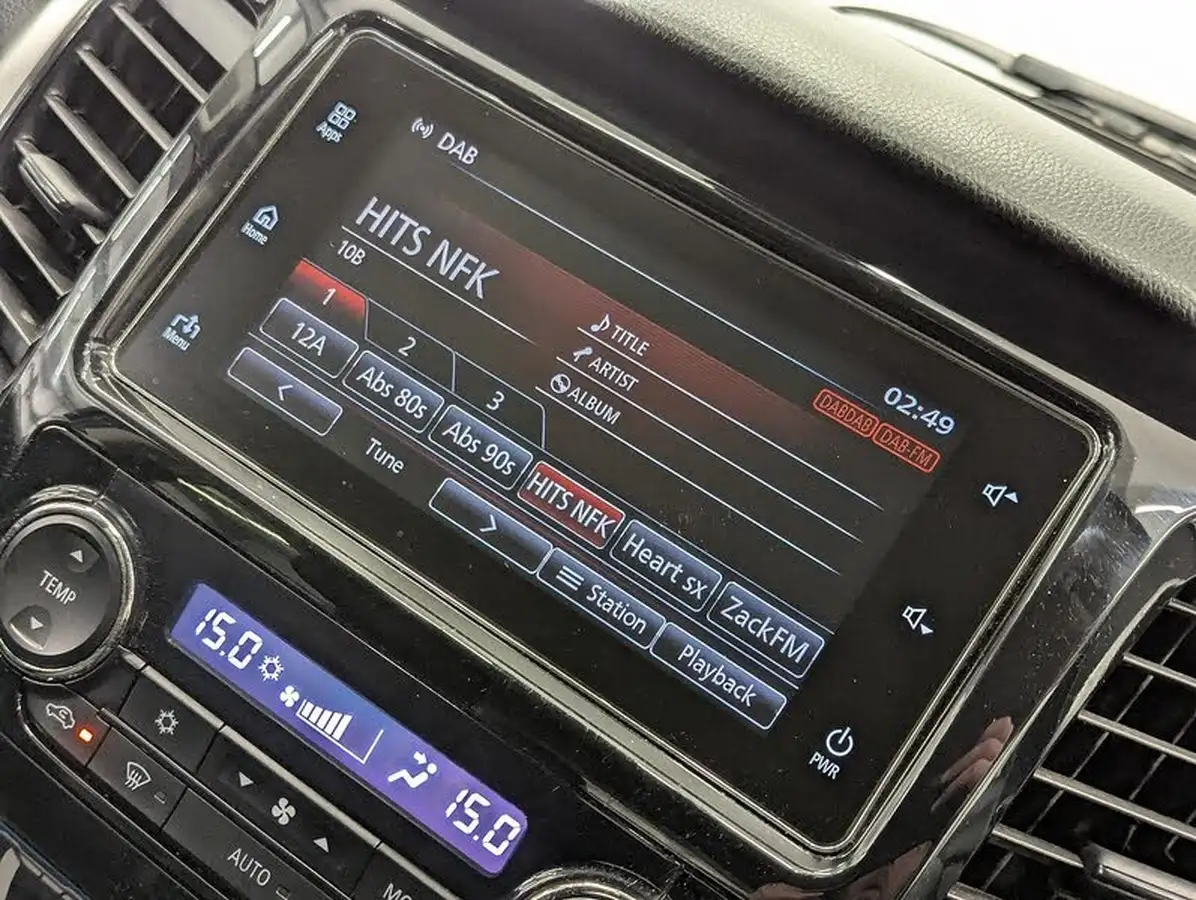 Apps
DAB
Home
HITS NFK
10B
Menu
TITLE
ARTIST
ALBUM
02:49
DABDAB DAB-FM
1 2 3
12A Abs 80s Abs 90s HITS NFK Heart sx ZackFM
< Tune > Station Playback
PWR
TEMP
15.0 15.0
AUTO